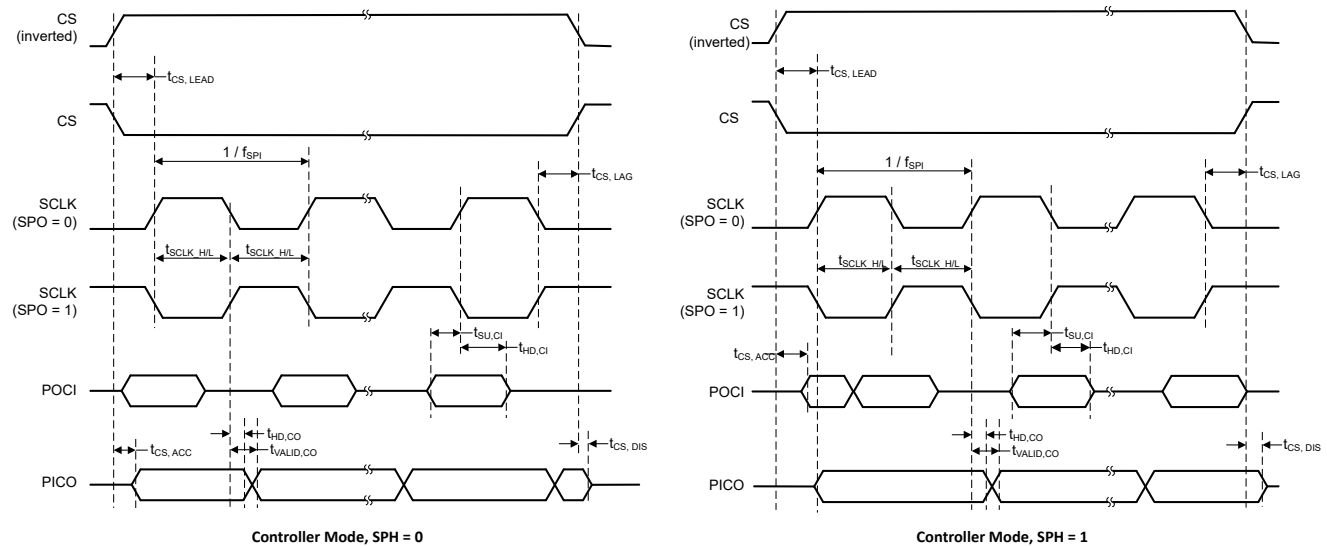 CS
(inverted)
tCS, LEAD
CS
1 / fSPI
tCS, LAG
SCLK
(SPO = 0)
tSCLK_H/L
tSCLK_H/L
SCLK
(SPO = 1)
tSU,CI
tHD,CI
POCI
tHD,CO
tVALID,CO
tCS, ACC
tCS, DIS
PICO
Controller Mode, SPH = 0
CS
(inverted)
tCS, LEAD
CS
1 / fSPI
tCS, LAG
SCLK
(SPO = 0)
tSCLK_H/L
tSCLK_H/L
SCLK
(SPO = 1)
tSU,CI
tHD,CI
tCS, ACC
POCI
tHD,CO
tVALID,CO
tCS, DIS
PICO
Controller Mode, SPH = 1